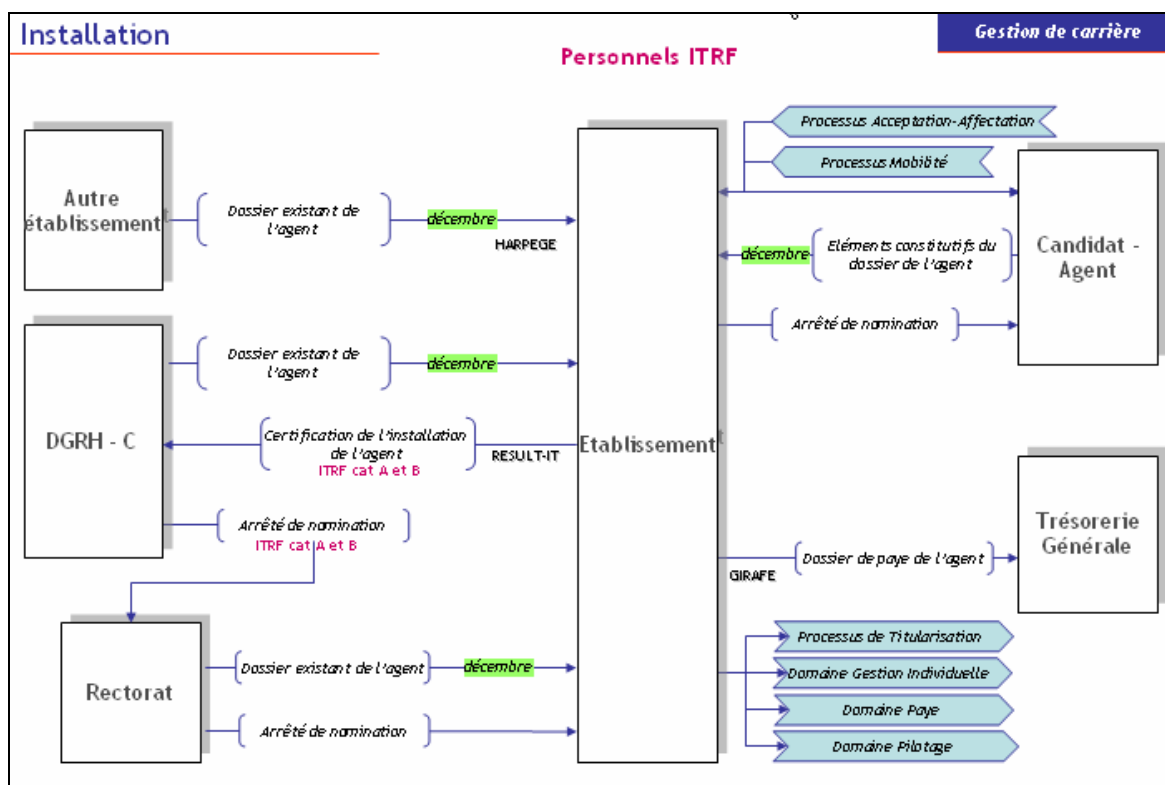 Installation
Gestion de carrière
Personnels ITRF
Processus Acceptation-Affectation
Processus Mobilité
Autre
établissement
Dossier existant de
l'agent
décembre
HARPEGE
décembre
Eléments constitutifs du
dossier de l'agent
Candidat -
Agent
Arrêté de nomination
Dossier existant de
l'agent
décembre
DGRH - C
Certification de l'installation
de l'agent
ITRF cat A et B
RESULT-IT
Etablissement
Arrêté de nomination
ITRF cat A et B
Trésorerie
Générale
Dossier de paye de l'agent
GIRAFE
Rectorat
Dossier existant de l'agent
décembre
Arrêté de nomination
Processus de Titularisation
Domaine Gestion Individuelle
Domaine Paye
Domaine Pilotage